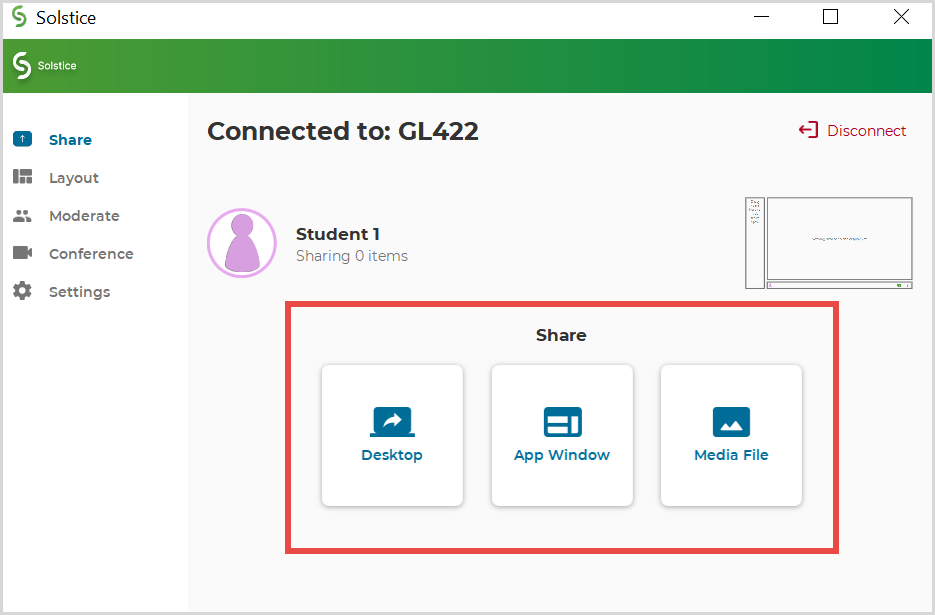 Solstice
Solstice
Share
Layout
Moderate
Conference
Settings
Connected to: GL422
Disconnect
Student 1
Sharing 0 items
Share
Desktop
App Window
Media File